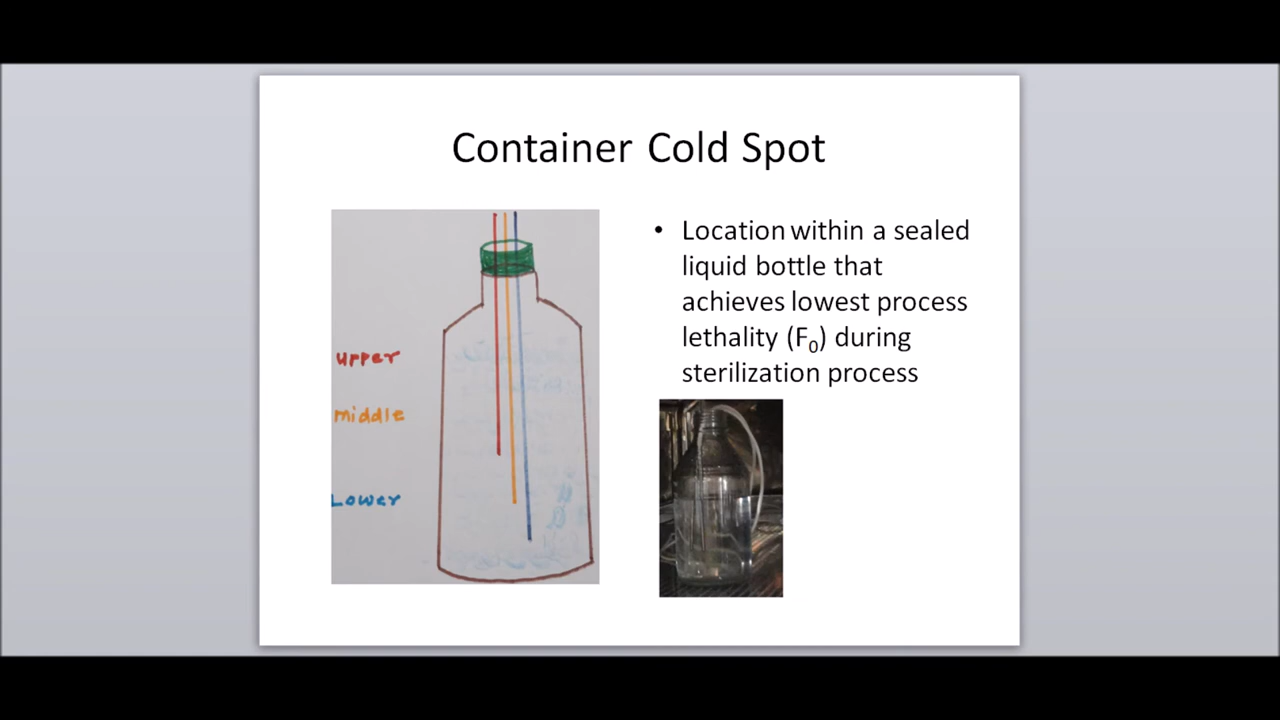 Container Cold Spot
upper
middle
Lower
• Location within a sealed
liquid bottle that
achieves lowest process
lethality (F₀) during
sterilization process